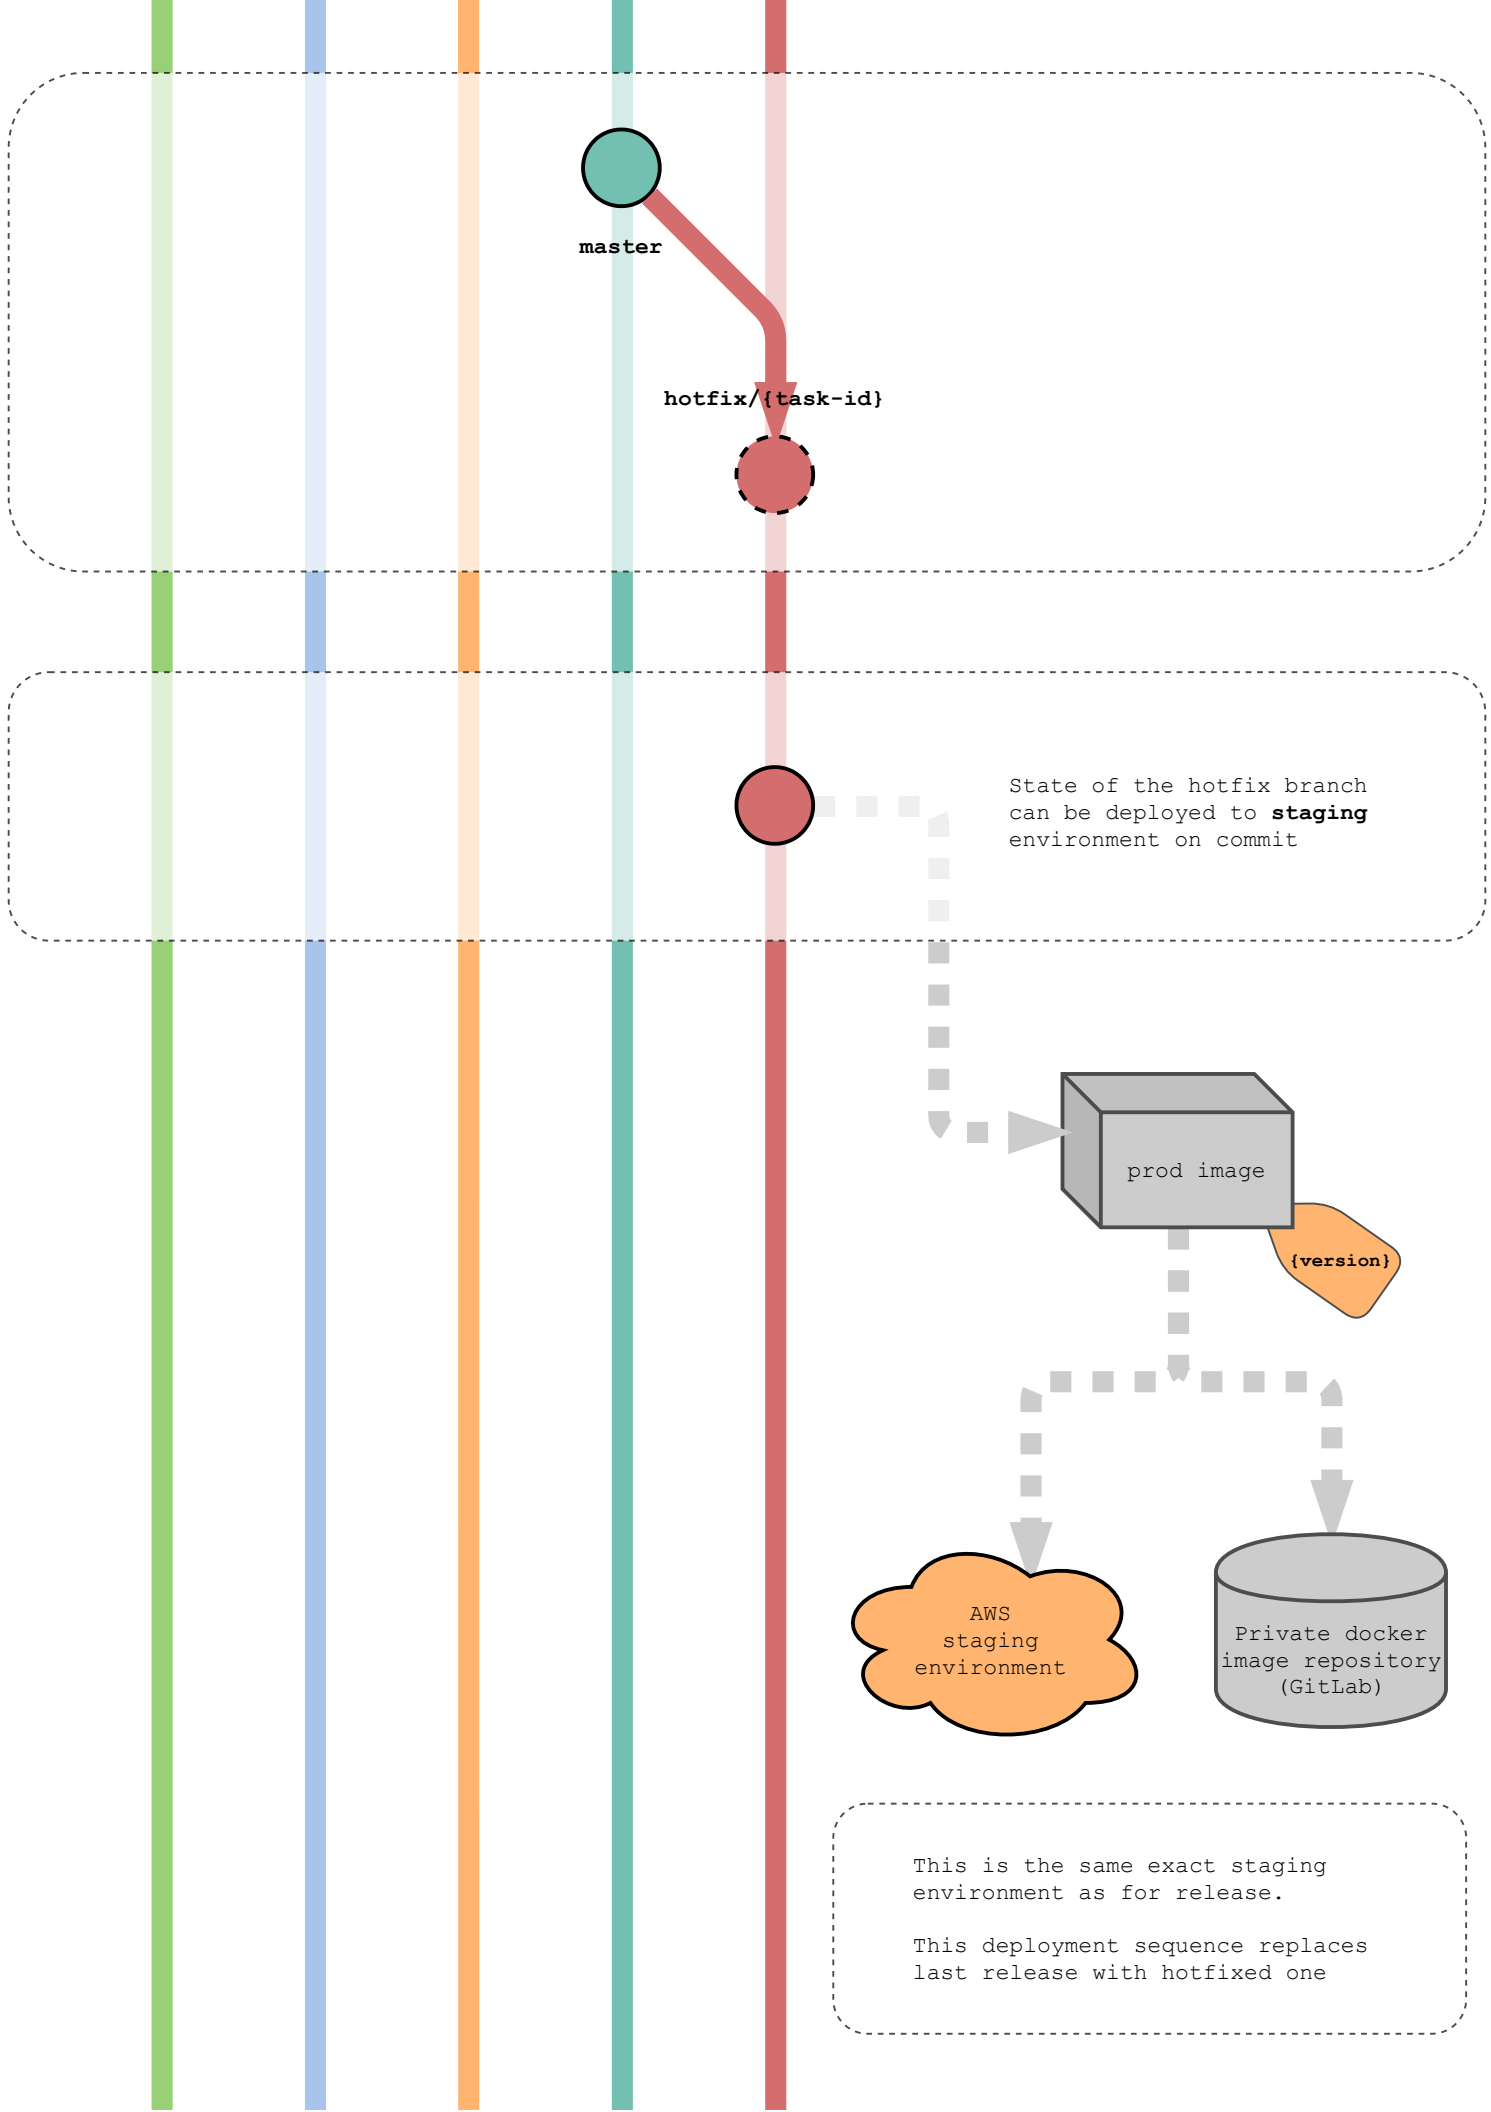 master
hotfix/{task-id}
State of the hotfix branch
can be deployed to staging
environment on commit
prod image
{version}
AWS
staging
environment
Private docker
image repository
(GitLab)
This is the same exact staging
environment as for release.
This deployment sequence replaces
last release with hotfixed one